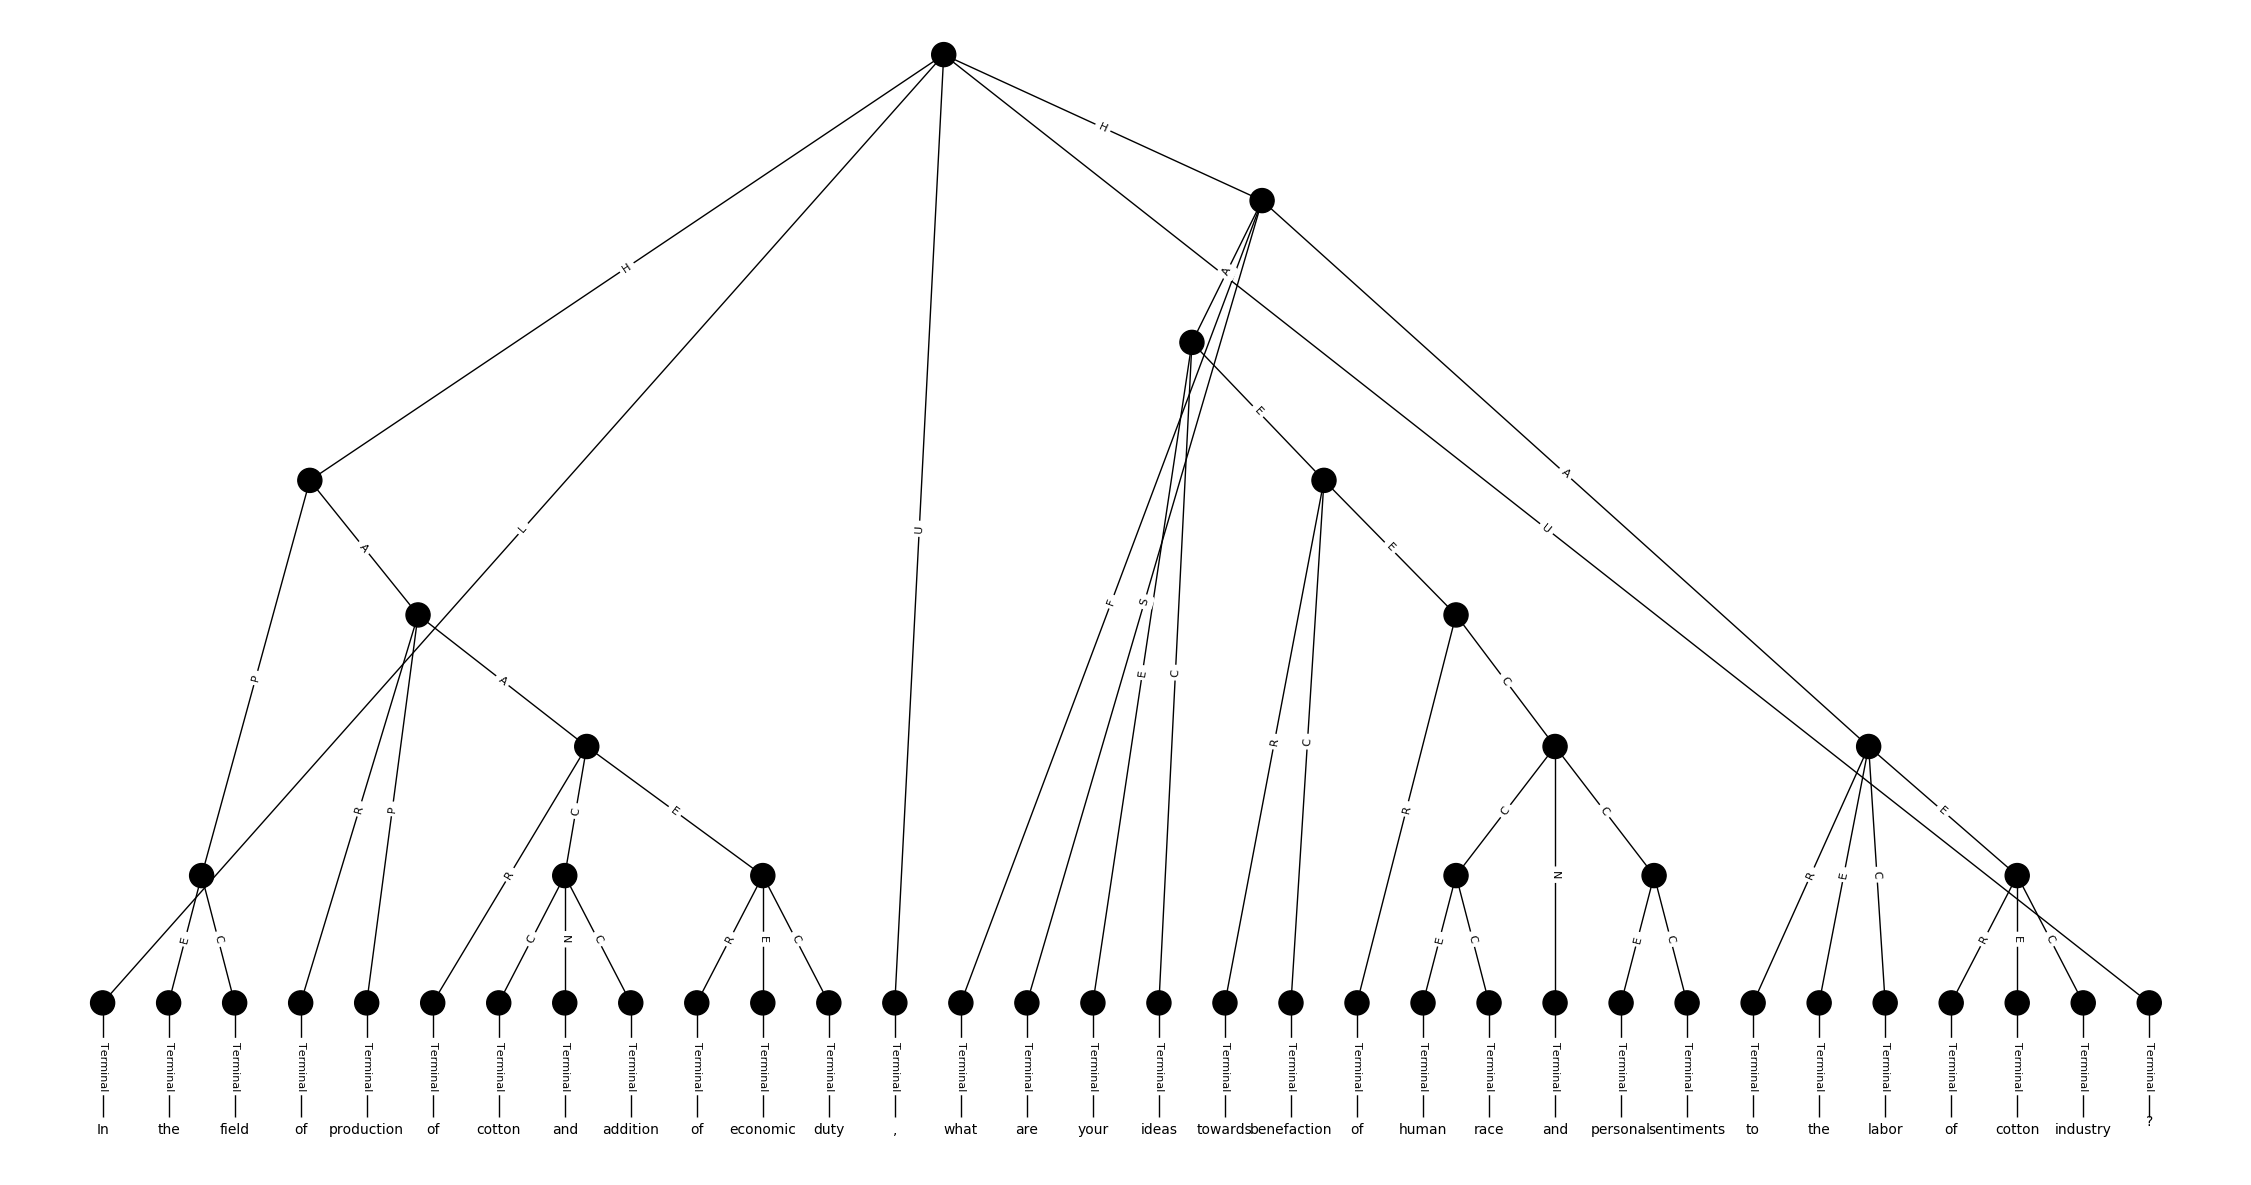 H
H
A
E
A
L
U
U
A
E
F
S
P
A
E
C
C
R
C
R
P
C
E
R
C
C
E
R
R
C
N
R
E
C
E
C
C
N
C
R
E
C
E
C
E
C
R
E
C
Terminal Terminal Terminal Terminal Terminal Terminal Terminal Terminal Terminal Terminal Terminal Terminal Terminal Terminal Terminal Terminal Terminal Terminal Terminal Terminal Terminal Terminal Terminal Terminal Terminal Terminal Terminal Terminal Terminal Terminal Terminal Terminal
In the field of production of cotton and addition of economic duty , what are your ideas towards benefaction of human race and personal sentiments to the labor of cotton industry ?